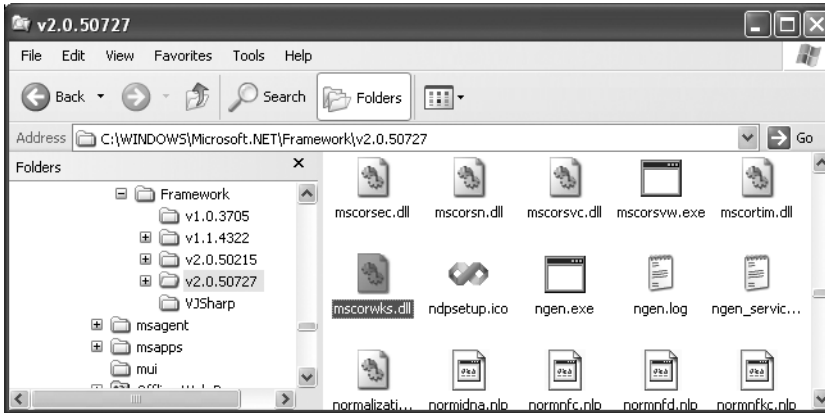 v2.0.50727
File Edit View Favorites Tools Help
Back Search Folders
Address C:\WINDOWS\Microsoft.NET\Framework\v2.0.50727 Go
Folders
Framework
v1.0.3705
v1.1.4322
v2.0.50215
v2.0.50727
VJSharp
msagent
msapps
mui
mscorsec.dll mscorsn.dll mscorsvc.dll mscorsvw.exe mscortim.dll
mscorwks.dll ndpsetup.ico ngen.exe ngen.log ngen_servic...
normalizati... normidna.nlp normnfc.nlp normnfd.nlp normnfkc.nlp